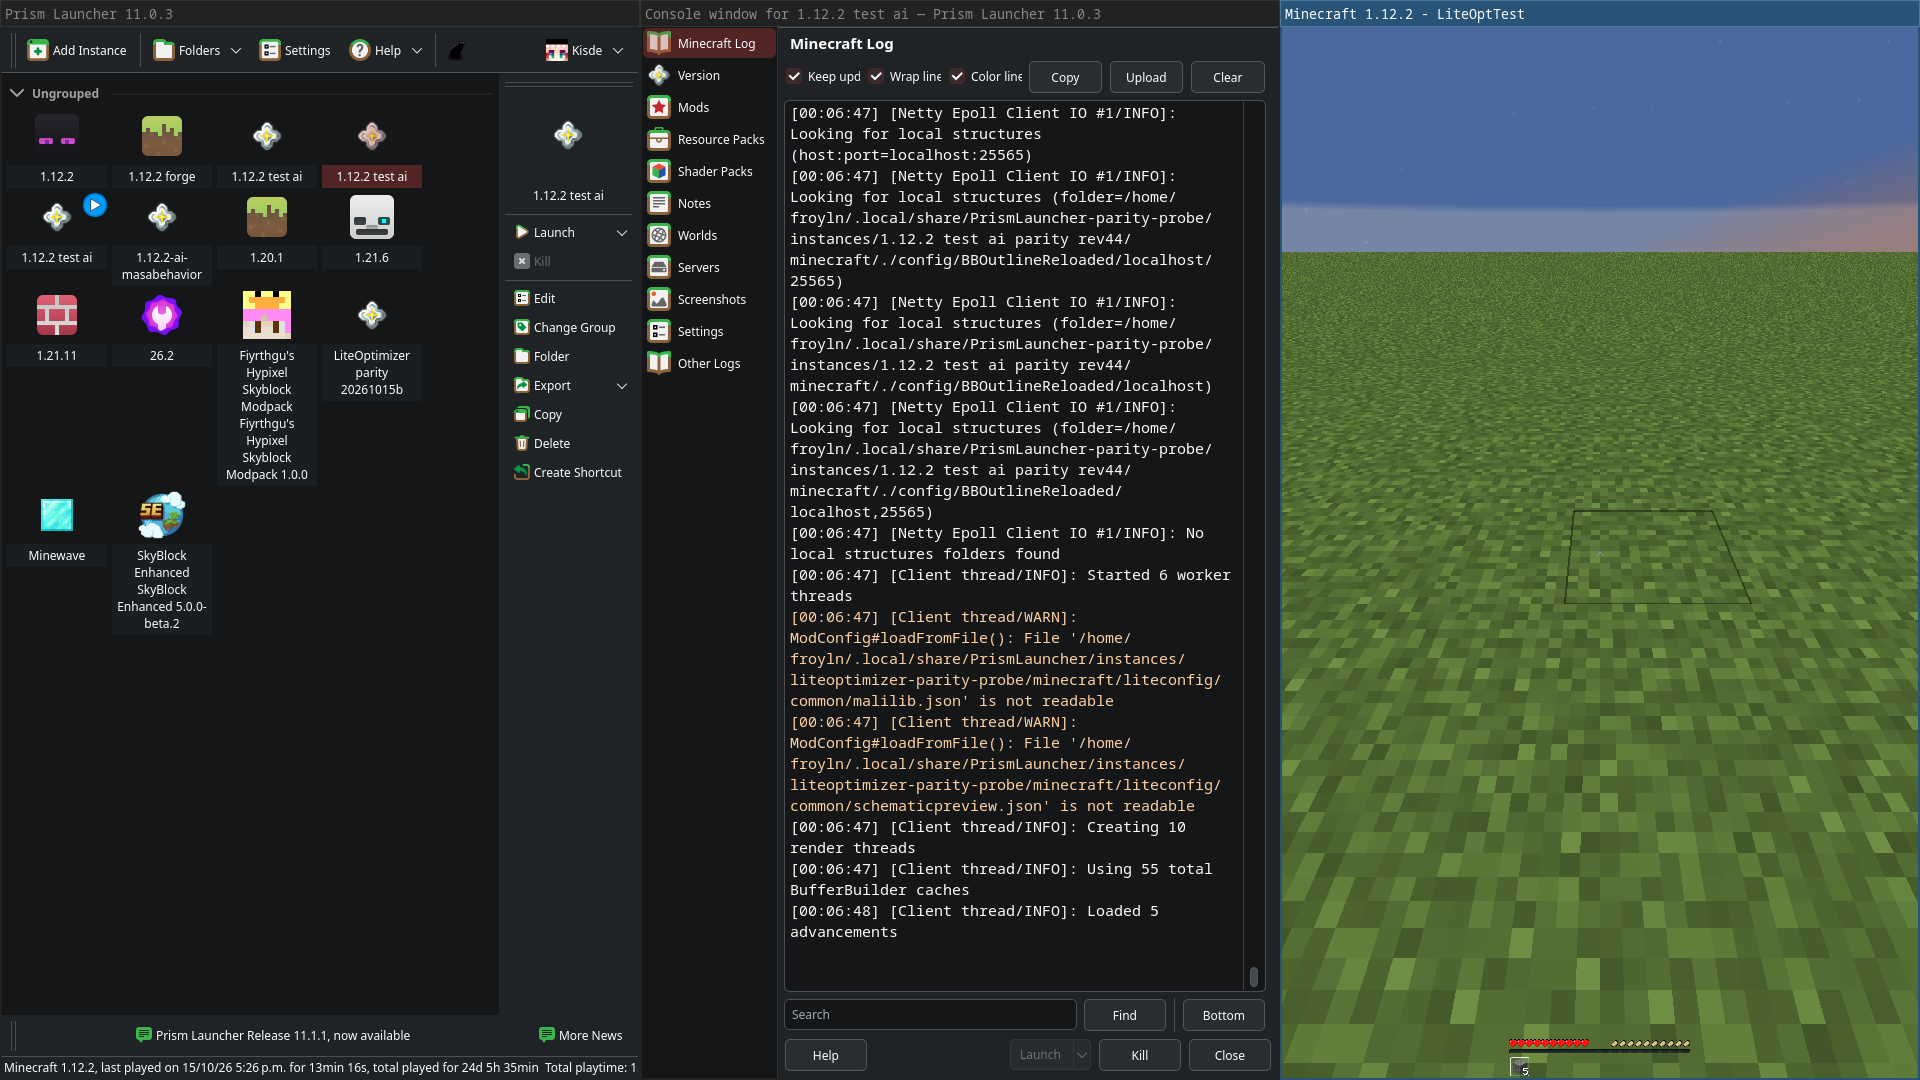 Prism Launcher 11.0.3
Add Instance
Folders
Settings
Help
Kisde
Ungrouped
1.12.2
1.12.2 forge
1.12.2 test ai
1.12.2 test ai
1.12.2 test ai
1.12.2-ai-
masabehavior
1.20.1
1.21.6
1.21.11
26.2
Fiyrthgu's
Hypixel
Skyblock
Modpack
Fiyrthgu's
Hypixel
Skyblock
Modpack 1.0.0
LiteOptimizer
parity
20261015b
Minewave
SE
SkyBlock
Enhanced
SkyBlock
Enhanced 5.0.0-
beta.2
1.12.2 test ai
Launch
Kill
Edit
Change Group
Folder
Export
Copy
Delete
Create Shortcut
Prism Launcher Release 11.1.1, now available
More News
Minecraft 1.12.2, last played on 15/10/26 5:26 p.m. for 13min 16s, total played for 24d 5h 35min Total playtime: 1
Console window for 1.12.2 test ai — Prism Launcher 11.0.3
Minecraft Log
Version
Mods
Resource Packs
Shader Packs
Notes
Worlds
Servers
Screenshots
Settings
Other Logs
Minecraft Log
Keep upd
Wrap line
Color line
Copy
Upload
Clear
[00:06:47] [Netty Epoll Client IO #1/INFO]:
Looking for local structures
(host:port=localhost:25565)
[00:06:47] [Netty Epoll Client IO #1/INFO]:
Looking for local structures (folder=/home/
froyln/.local/share/PrismLauncher-parity-probe/
instances/1.12.2 test ai parity rev44/
minecraft/./config/BBOutlineReloaded/localhost/
25565)
[00:06:47] [Netty Epoll Client IO #1/INFO]:
Looking for local structures (folder=/home/
froyln/.local/share/PrismLauncher-parity-probe/
instances/1.12.2 test ai parity rev44/
minecraft/./config/BBOutlineReloaded/localhost)
[00:06:47] [Netty Epoll Client IO #1/INFO]:
Looking for local structures (folder=/home/
froyln/.local/share/PrismLauncher-parity-probe/
instances/1.12.2 test ai parity rev44/
minecraft/./config/BBOutlineReloaded/
localhost,25565)
[00:06:47] [Netty Epoll Client IO #1/INFO]: No
local structures folders found
[00:06:47] [Client thread/INFO]: Started 6 worker
threads
[00:06:47] [Client thread/WARN]:
ModConfig#loadFromFile(): File '/home/
froyln/.local/share/PrismLauncher/instances/
liteoptimizer-parity-probe/minecraft/liteconfig/
common/malilib.json' is not readable
[00:06:47] [Client thread/WARN]:
ModConfig#loadFromFile(): File '/home/
froyln/.local/share/PrismLauncher/instances/
liteoptimizer-parity-probe/minecraft/liteconfig/
common/schematicpreview.json' is not readable
[00:06:47] [Client thread/INFO]: Creating 10
render threads
[00:06:47] [Client thread/INFO]: Using 55 total
BufferBuilder caches
[00:06:48] [Client thread/INFO]: Loaded 5
advancements
Search
Find
Bottom
Help
Launch
Kill
Close
Minecraft 1.12.2 - LiteOptTest
5